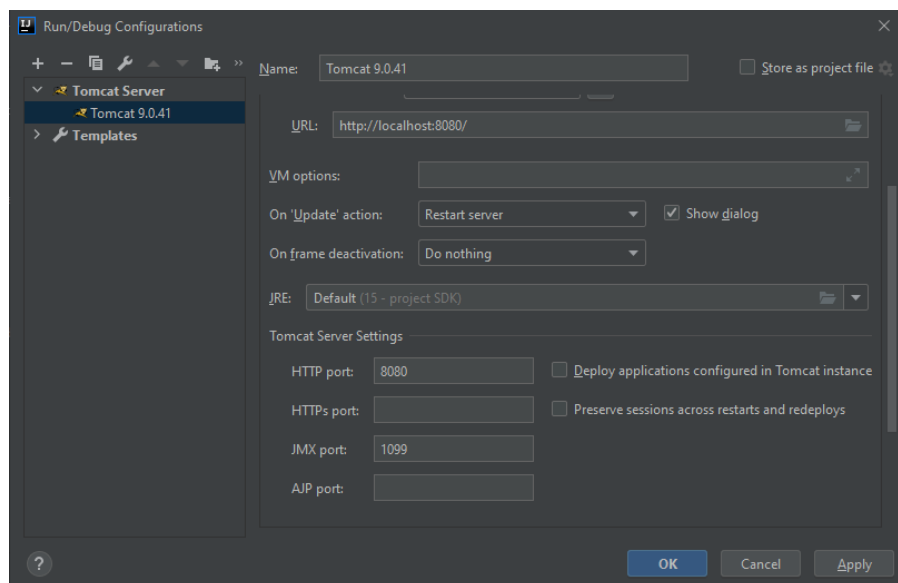 Run/Debug Configurations
Name: Tomcat 9.0.41 Store as project file
Tomcat Server
Tomcat 9.0.41
Templates
URL: http://localhost:8080/
VM options:
On 'Update' action: Restart server Show dialog
On frame deactivation: Do nothing
JRE: Default (15 - project SDK)
Tomcat Server Settings
HTTP port: 8080 Deploy applications configured in Tomcat instance
HTTPs port: Preserve sessions across restarts and redeploys
JMX port: 1099
AJP port:
? OK Cancel Apply